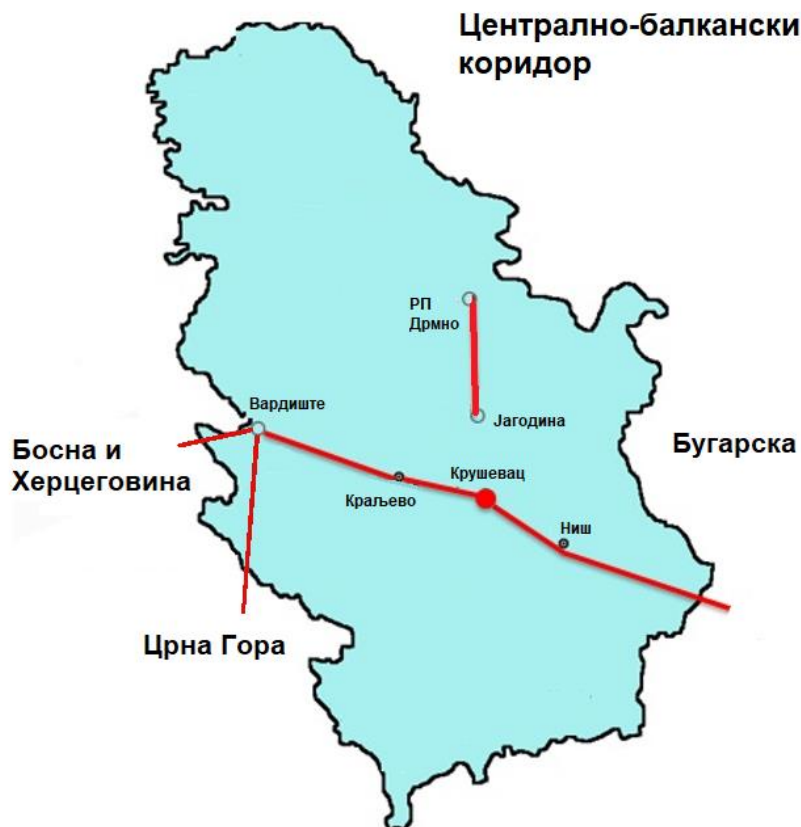 Централно-балкански
коридор
РП
Дрмно
Вардиште
Јагодина
Босна и
Херцеговина
Бугарска
Крушевац
Краљево
Ниш
Црна Гора